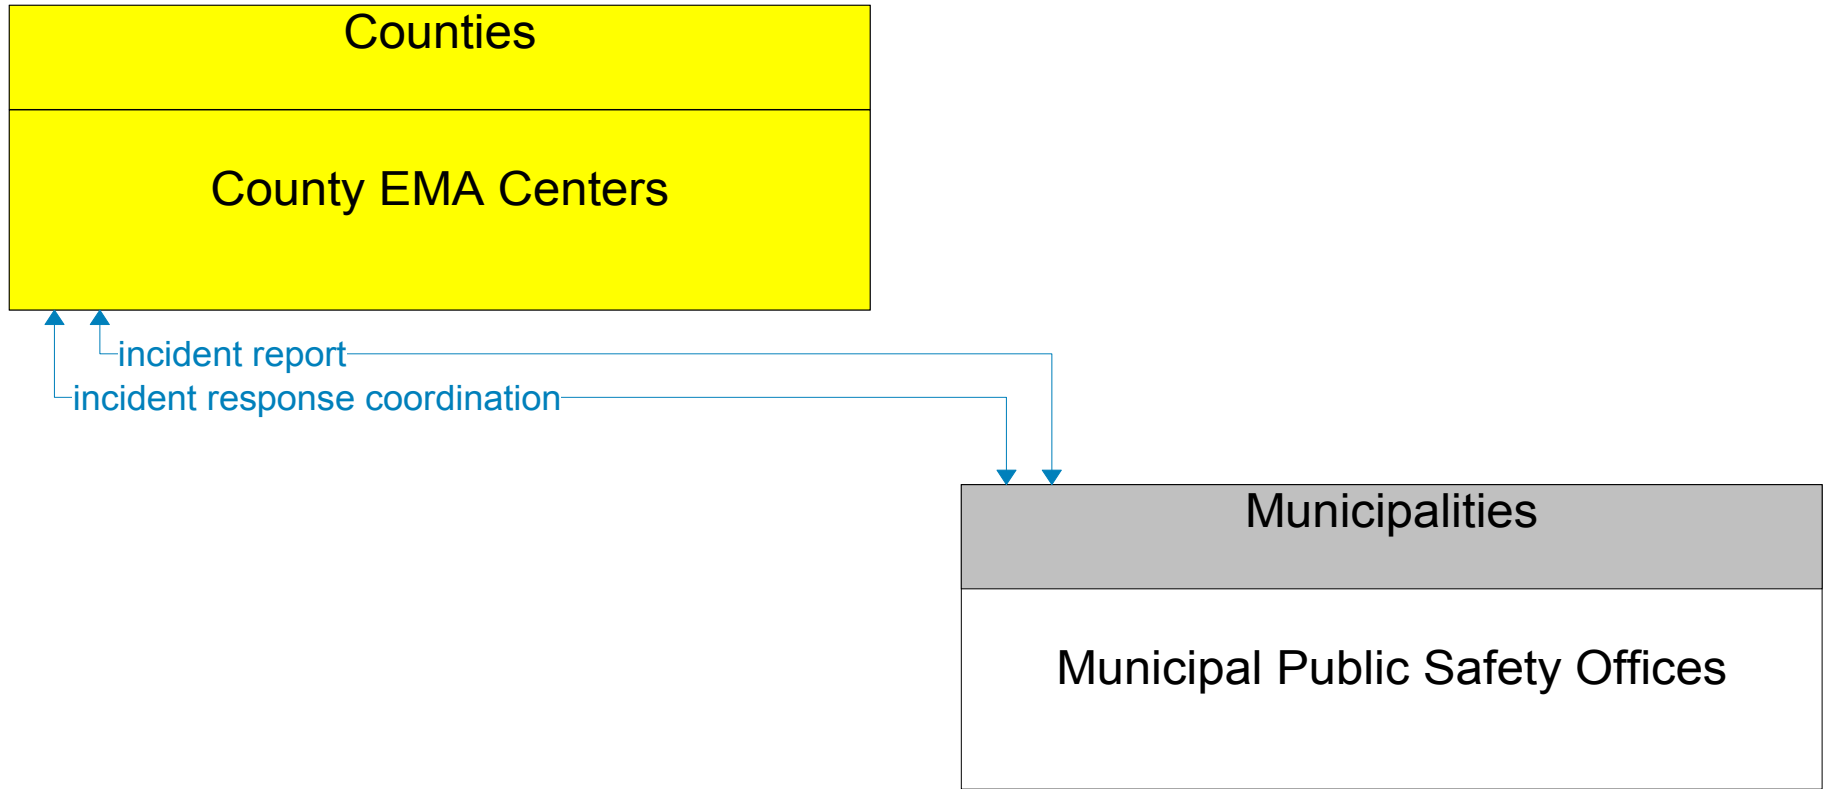 Counties
County EMA Centers
incident report
incident response coordination
Municipalities
Municipal Public Safety Offices